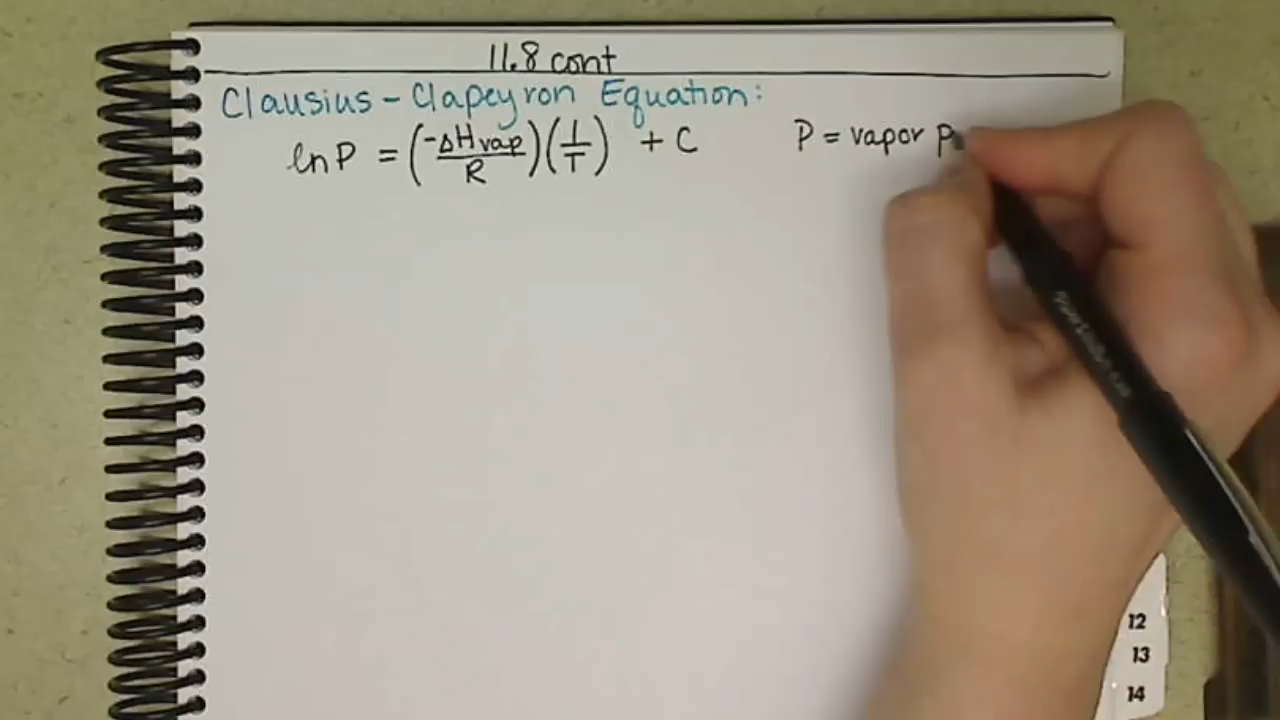 11.8 cont
Clausius - Clapeyron Equation:
ln P = (-ΔHvap/R)(1/T) + C
P = vapor p
12
13
14